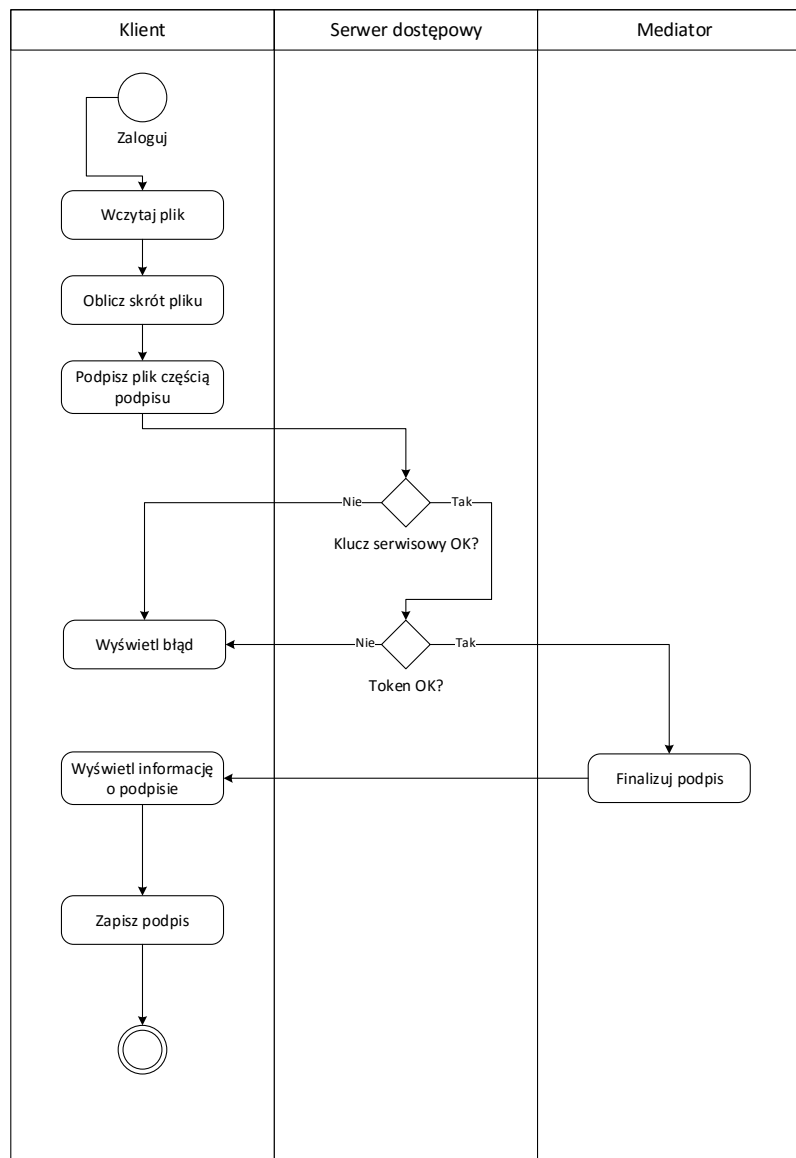 Klient
Serwer dostępowy
Mediator
Zaloguj
Wczytaj plik
Oblicz skrót pliku
Podpisz plik częścią
podpisu
Nie
Tak
Klucz serwisowy OK?
Wyświetl błąd
Nie
Tak
Token OK?
Wyświetl informację
o podpisie
Finalizuj podpis
Zapisz podpis